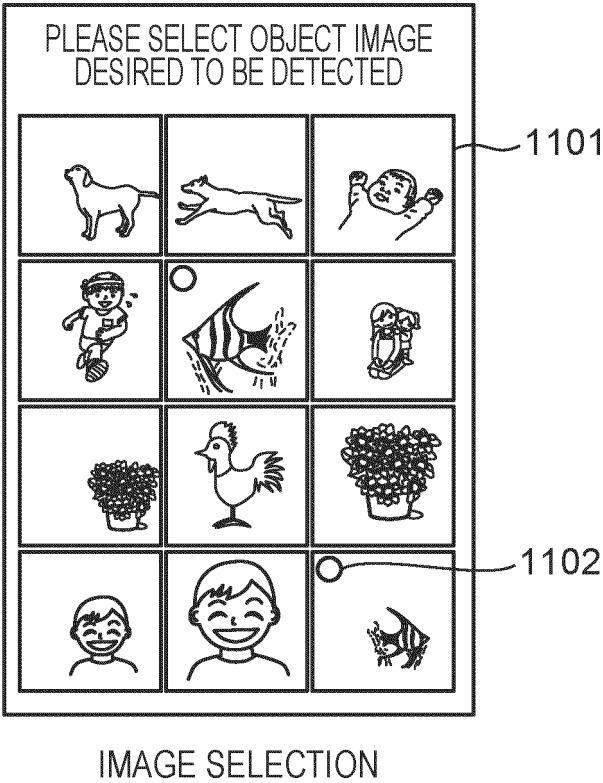 PLEASE SELECT OBJECT IMAGE
DESIRED TO BE DETECTED
1101
1102
IMAGE SELECTION